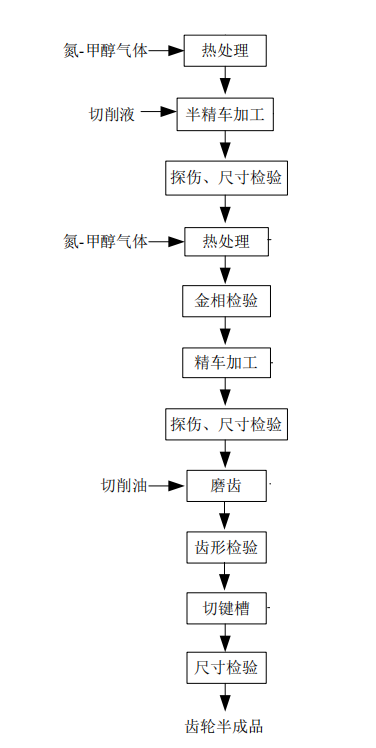 氮-甲醇气体
热处理
切削液
半精车加工
探伤、尺寸检验
氮-甲醇气体
热处理
金相检验
精车加工
探伤、尺寸检验
切削油
磨齿
齿形检验
切键槽
尺寸检验
齿轮半成品